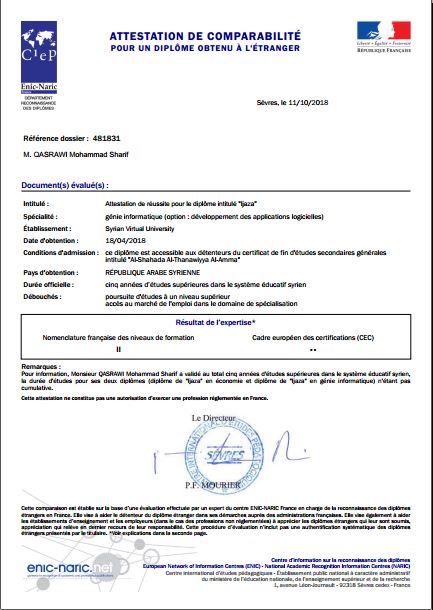 CIEP
Enic-Naric
France
DÉPARTEMENT
RECONNAISSANCE
DES DIPLÔMES
ATTESTATION DE COMPARABILITÉ
POUR UN DIPLÔME OBTENU À L'ÉTRANGER
Liberté • Égalité • Fraternité
RÉPUBLIQUE FRANÇAISE
Sèvres, le 11/10/2018
Référence dossier : 481831
M. QASRAWI Mohammad Sharif
Document(s) évalué(s) :
Intitulé : Attestation de réussite pour le diplôme intitulé "Ijaza"
Spécialité : génie informatique (option : développement des applications logicielles)
Établissement : Syrian Virtual University
Date d'obtention : 18/04/2018
Conditions d'admission : ce diplôme est accessible aux détenteurs du certificat de fin d'études secondaires générales
intitulé "Al-Shahada Al-Thanawiyya Al-Amma"
Pays d'obtention : RÉPUBLIQUE ARABE SYRIENNE
Durée officielle : cinq années d'études supérieures dans le système éducatif syrien
Débouchés : poursuite d'études à un niveau supérieur
accès au marché de l'emploi dans le domaine de spécialisation
Résultat de l'expertise*
Nomenclature française des niveaux de formation Cadre européen des certifications (CEC)
II --
Remarques :
Pour information, Monsieur QASRAWI Mohammad Sharif a validé au total cinq années d'études supérieures dans le système éducatif syrien,
la durée d'études pour ses deux diplômes (diplôme de "Ijaza" en économie et diplôme de "Ijaza" en génie informatique) n'étant pas
cumulative.
Cette attestation ne constitue pas une autorisation d'exercer une profession réglementée en France.
Le Directeur
SÈVRES
P.F. MOURIER
Cette comparaison est établie sur la base d'une évaluation effectuée par un expert du centre ENIC-NARIC France en charge de la reconnaissance des diplômes
étrangers en France. Elle vise à aider le détenteur du diplôme étranger dans ses démarches auprès des administrations françaises. Elle vise également à aider
les établissements d'enseignement et les employeurs (dans le cas des professions non réglementées) à apprécier les diplômes étrangers qui leur sont soumis,
appréciation qui relève en dernier recours de leur responsabilité. Cette procédure d'évaluation n'inclut pas une authentification systématique des diplômes
étrangers présentés par le titulaire. *Voir explications dans la seconde page.
enic-naric.net
Centre d'information sur la reconnaissance des diplômes
European Network of Information Centres (ENIC) - National Academic Recognition Information Centres (NARIC)
Centre international d'études pédagogiques - Établissement public national à caractère administratif
du ministère de l'éducation nationale, de l'enseignement supérieur et de la recherche
1, avenue Léon-Journault - 92318 Sèvres cedex - France